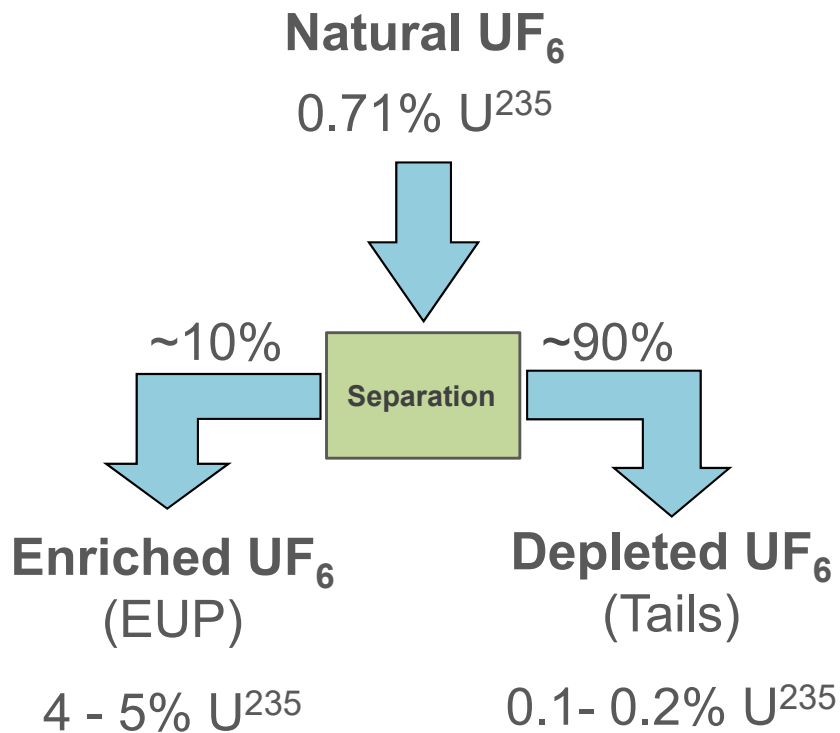 Natural UF₆
0.71% U²³⁵
~10%
~90%
Separation
Enriched UF₆
(EUP)
4 - 5% U²³⁵
Depleted UF₆
(Tails)
0.1- 0.2% U²³⁵